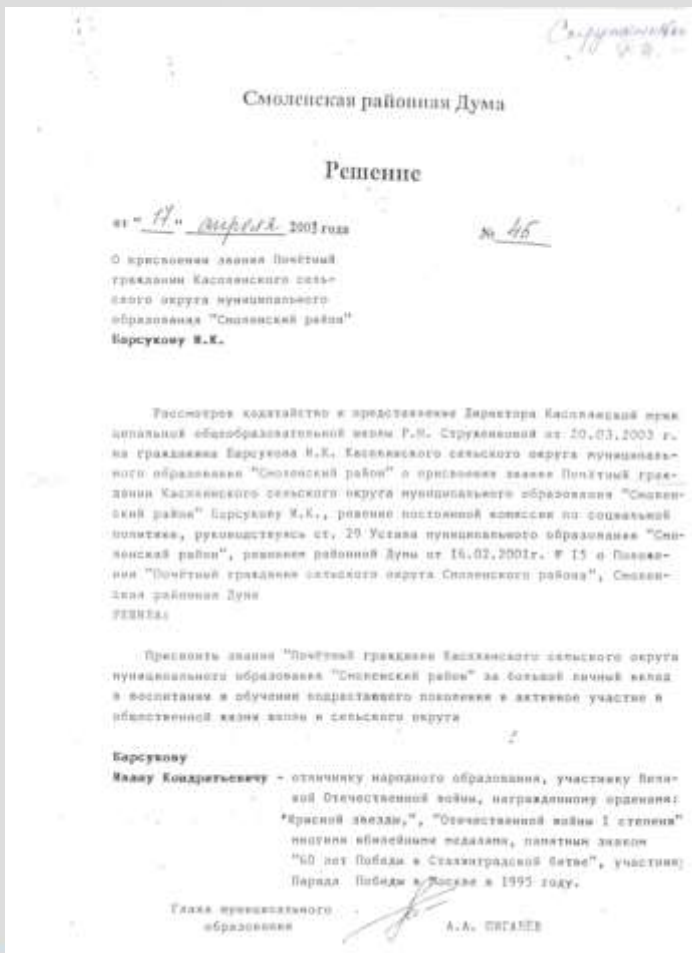 Смоленская районная Дума
Решение
от " 17 " апреля 2003 года № 46
О присвоении звания Почётный
гражданин Касплянского сель-
ского округа муниципального
образования "Смоленский район"
Барсукову И.К.
Рассмотрев ходатайство и представление Директора Касплянской муни
ципальной общеобразовательной школы Р.Н. Струженковой от 20.03.2003 г.
на гражданина Барсукова И.К. Касплянского сельского округа муниципаль-
ного образования "Смоленский район" о присвоении звания Почётный граж-
данин Касплянского сельского округа муниципального образования "Смолен-
ский район" Барсукову И.К., решение постоянной комиссии по социальной
политике, руководствуясь ст. 29 Устава муниципального образования "Смо-
ленский район", решением районной Думы от 16.02.2001г. № 15 о Положе-
нии "Почётный гражданин сельского округа Смоленского района", Смолен-
ская районная Дума
РЕШИЛА:
Присвоить звание "Почётный гражданин Касплянского сельского округа
муниципального образования "Смоленский район" за большой личный вклад
в воспитании и обучении подрастающего поколения и активное участие в
общественной жизни школы и сельского округа
Барсукову
Ивану Кондратьевичу - отличнику народного образования, участнику Вели-
кой Отечественной войны, награжденному орденами:
"Красной звезды,", "Отечественной войны I степени"
многими юбилейными медалями, памятным знаком
"60 лет Победы в Сталинградской битве", участник
Парада Победы в Москве в 1995 году.
Глава муниципального
образования А.А. ПИГАЛЕВ